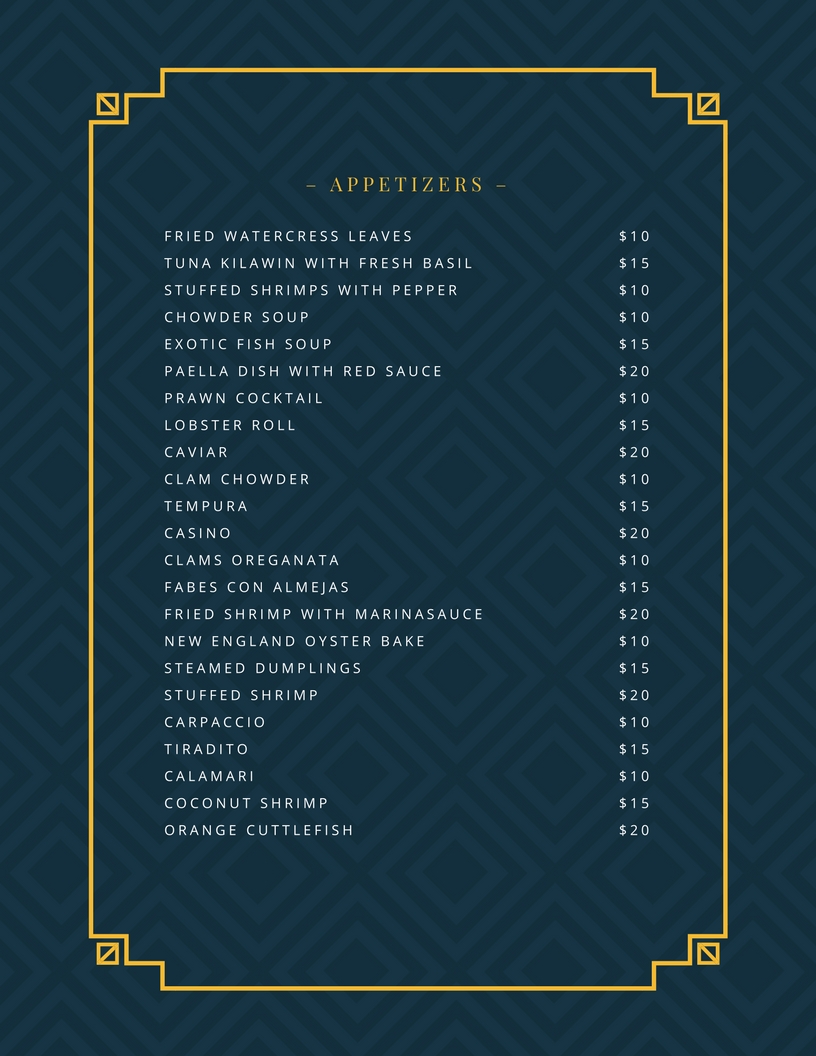 – APPETIZERS –
FRIED WATERCRESS LEAVES $10
TUNA KILAWIN WITH FRESH BASIL $15
STUFFED SHRIMPS WITH PEPPER $10
CHOWDER SOUP $10
EXOTIC FISH SOUP $15
PAELLA DISH WITH RED SAUCE $20
PRAWN COCKTAIL $10
LOBSTER ROLL $15
CAVIAR $20
CLAM CHOWDER $10
TEMPURA $15
CASINO $20
CLAMS OREGANATA $10
FABES CON ALMEJAS $15
FRIED SHRIMP WITH MARINASAUCE $20
NEW ENGLAND OYSTER BAKE $10
STEAMED DUMPLINGS $15
STUFFED SHRIMP $20
CARPACCIO $10
TIRADITO $15
CALAMARI $10
COCONUT SHRIMP $15
ORANGE CUTTLEFISH $20